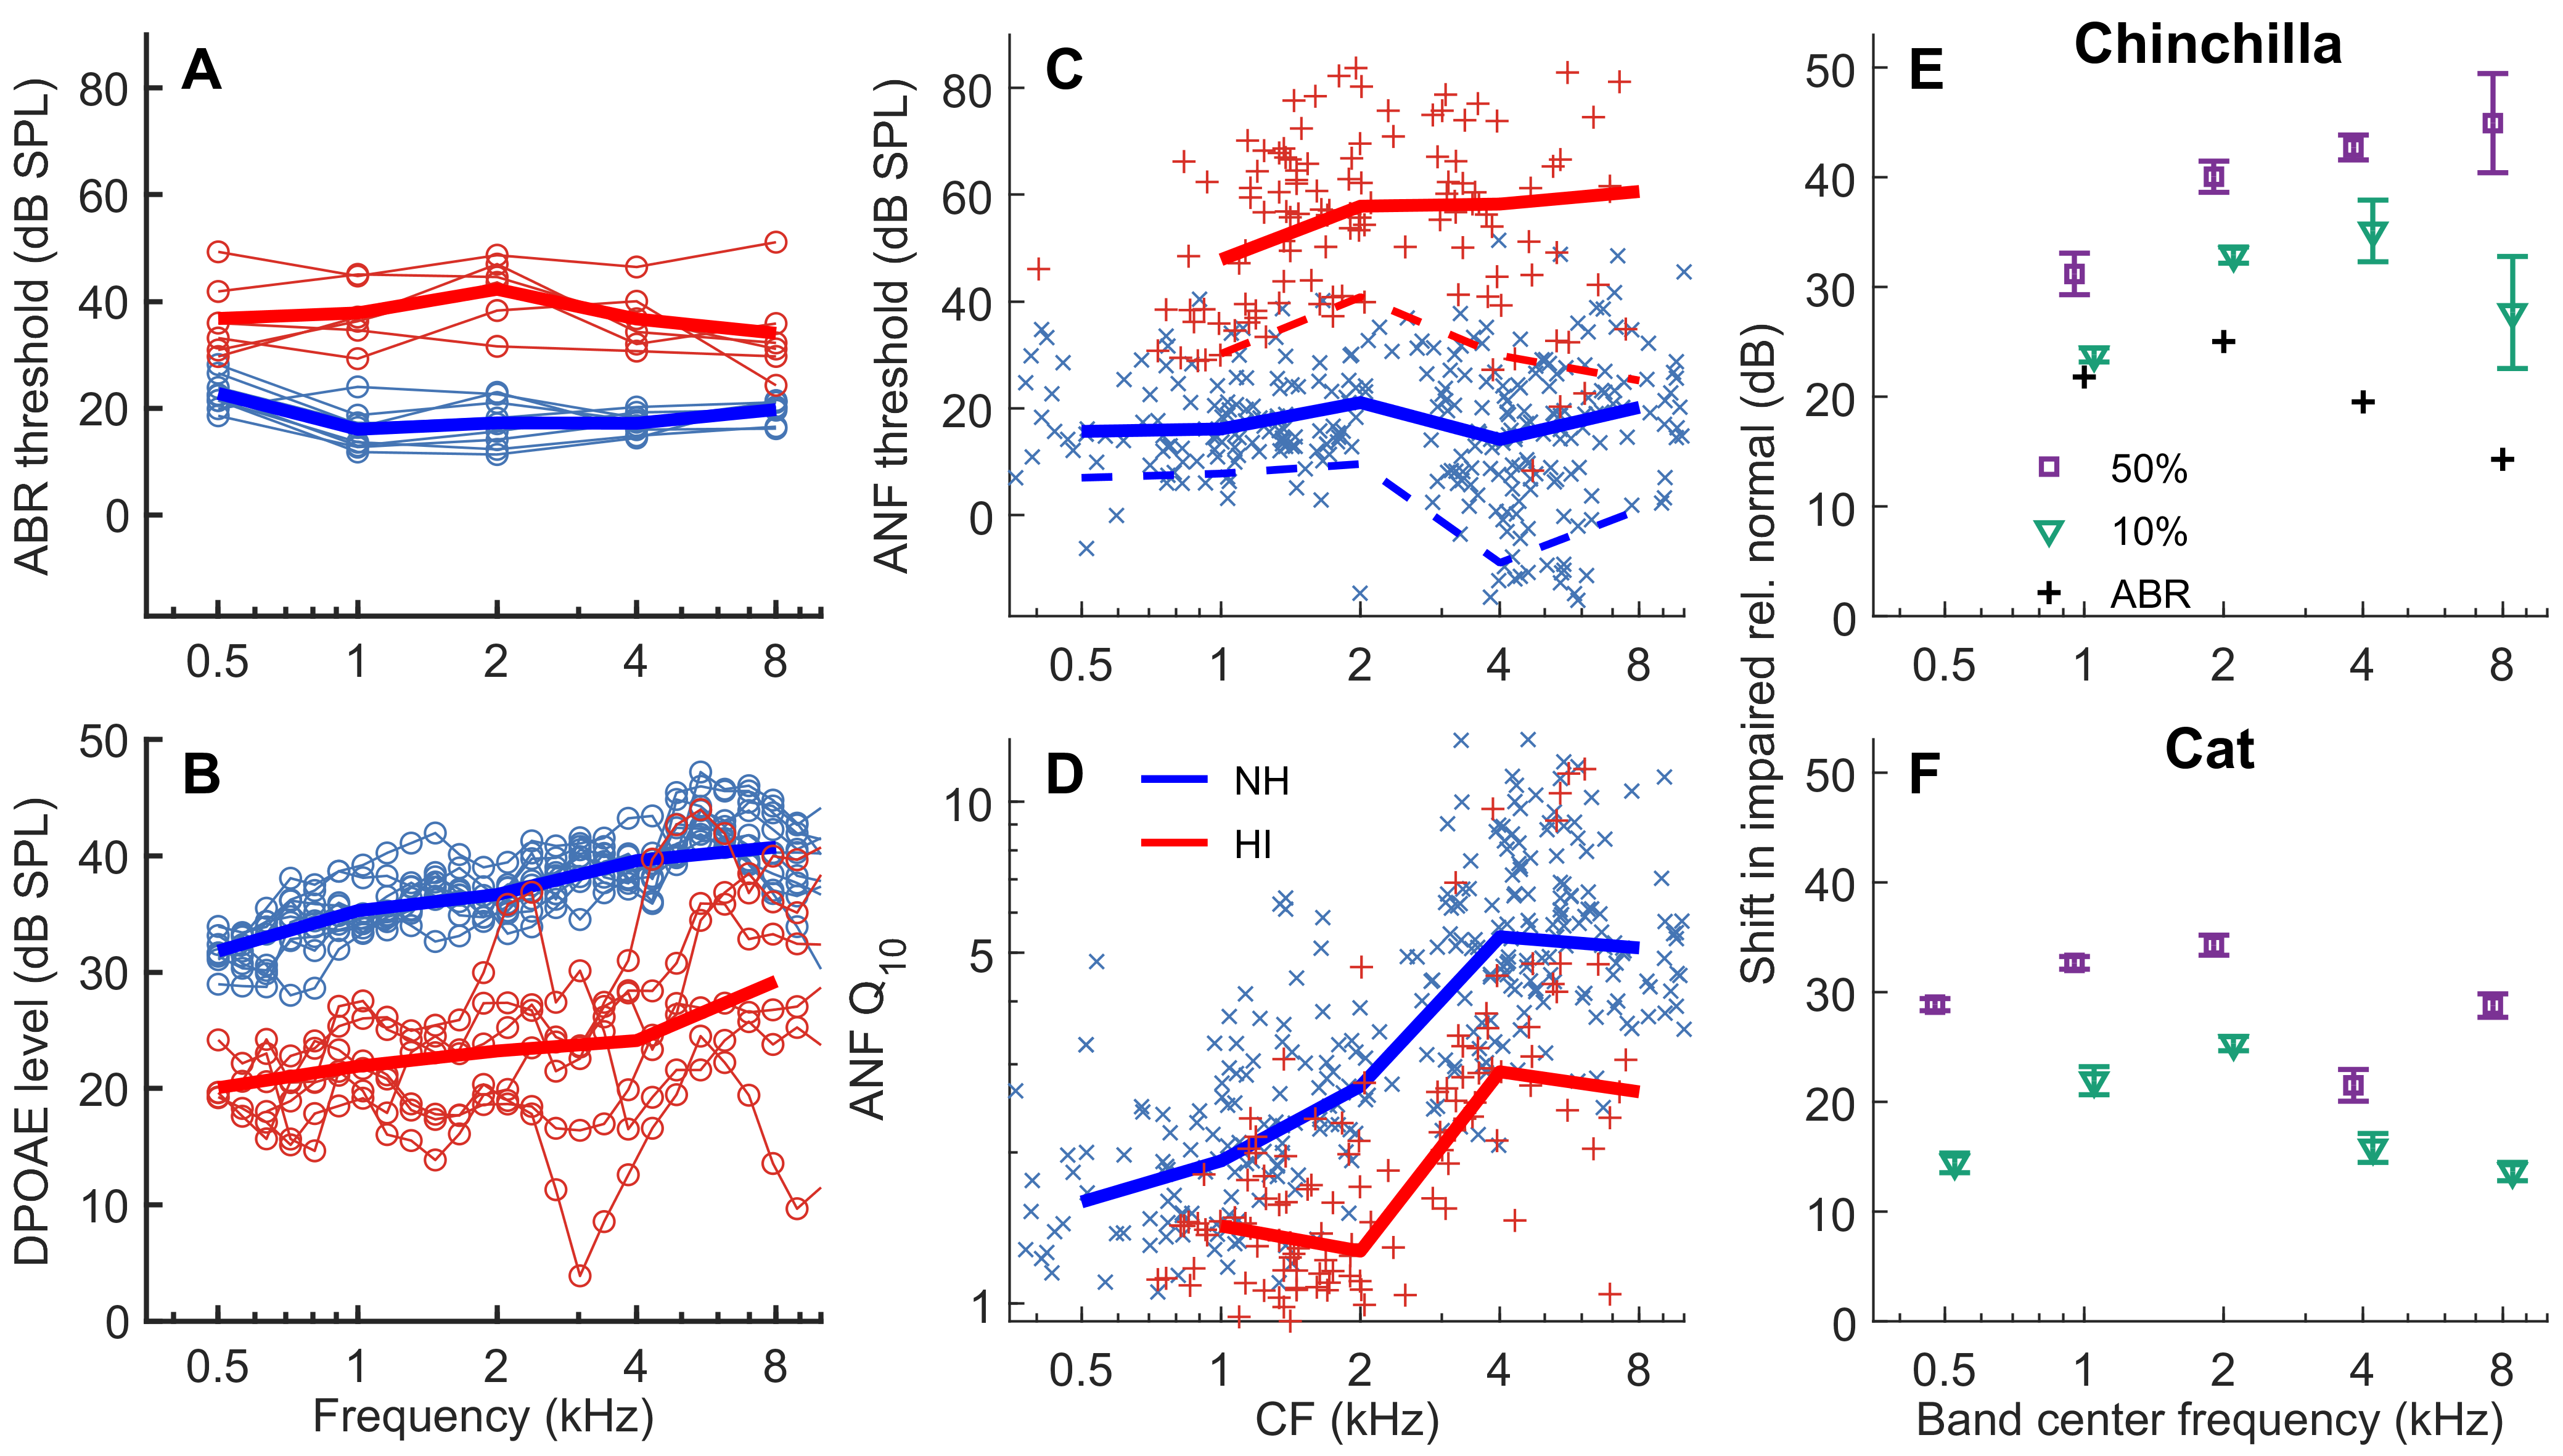 A
ABR threshold (dB SPL)
80
60
40
20
0
0.5 1 2 4 8
C
ANF threshold (dB SPL)
80
60
40
20
0
0.5 1 2 4 8
Chinchilla
E
50
40
30
20
10
0
50%
10%
ABR
0.5 1 2 4 8
Shift in impaired rel. normal (dB)
B
DPOAE level (dB SPL)
50
40
30
20
10
0
0.5 1 2 4 8
Frequency (kHz)
D
NH
HI
ANF Q10
10
5
1
0.5 1 2 4 8
CF (kHz)
Cat
F
50
40
30
20
10
0
0.5 1 2 4 8
Band center frequency (kHz)